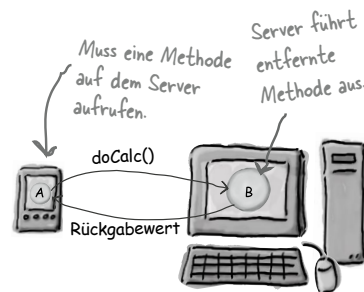 Muss eine Methode
auf dem Server
aufrufen.
Server führt
entfernte
Methode aus.
doCalc()
A
B
Rückgabewert